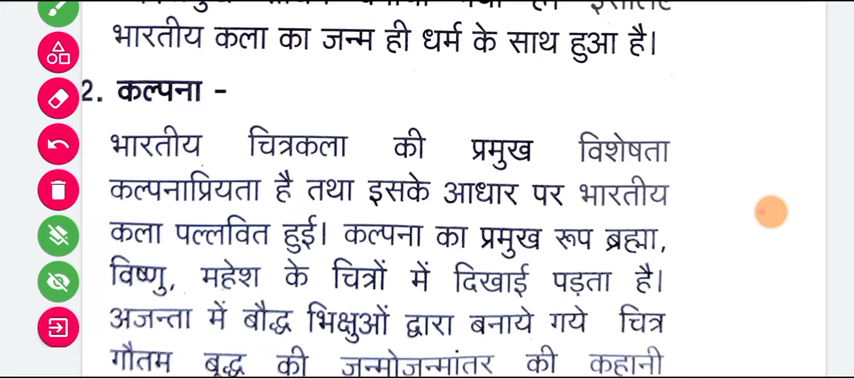 भारतीय कला का जन्म ही धर्म के साथ हुआ है।
2. कल्पना -
भारतीय चित्रकला की प्रमुख विशेषता
कल्पनाप्रियता है तथा इसके आधार पर भारतीय
कला पल्लवित हुई। कल्पना का प्रमुख रूप ब्रह्मा,
विष्णु, महेश के चित्रों में दिखाई पड़ता है।
अजन्ता में बौद्ध भिक्षुओं द्वारा बनाये गये चित्र
गौतम बुद्ध की जन्मोजन्मांतर की कहानी